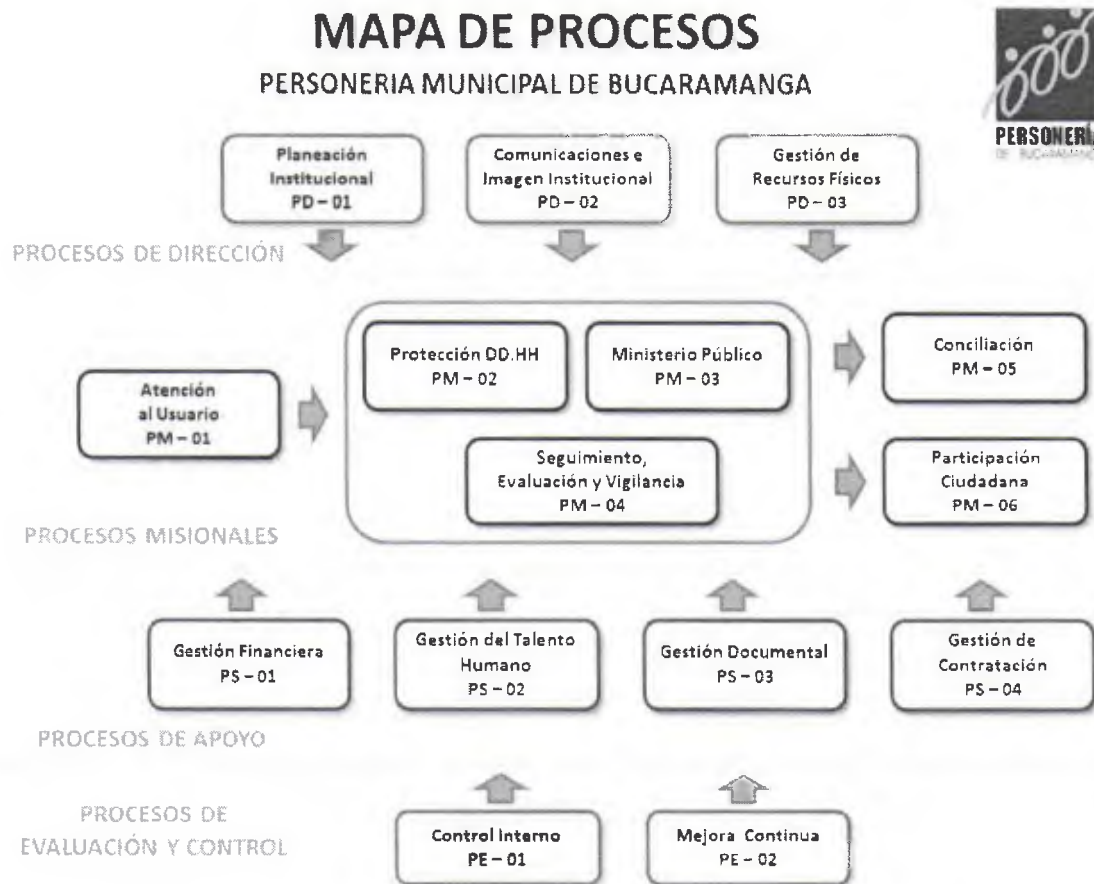 MAPA DE PROCESOS
PERSONERIA MUNICIPAL DE BUCARAMANGA
PERSONERÍA
DE BUCARAMANGA
Planeación
Institucional
PD – 01
Comunicaciones e
Imagen Institucional
PD – 02
Gestión de
Recursos Físicos
PD – 03
PROCESOS DE DIRECCIÓN
Protección DD.HH
PM – 02
Ministerio Público
PM – 03
Conciliación
PM – 05
Atención
al Usuario
PM – 01
Seguimiento,
Evaluación y Vigilancia
PM – 04
Participación
Ciudadana
PM – 06
PROCESOS MISIONALES
Gestión Financiera
PS – 01
Gestión del Talento
Humano
PS – 02
Gestión Documental
PS – 03
Gestión de
Contratación
PS – 04
PROCESOS DE APOYO
PROCESOS DE
EVALUACIÓN Y CONTROL
Control Interno
PE – 01
Mejora Continua
PE – 02